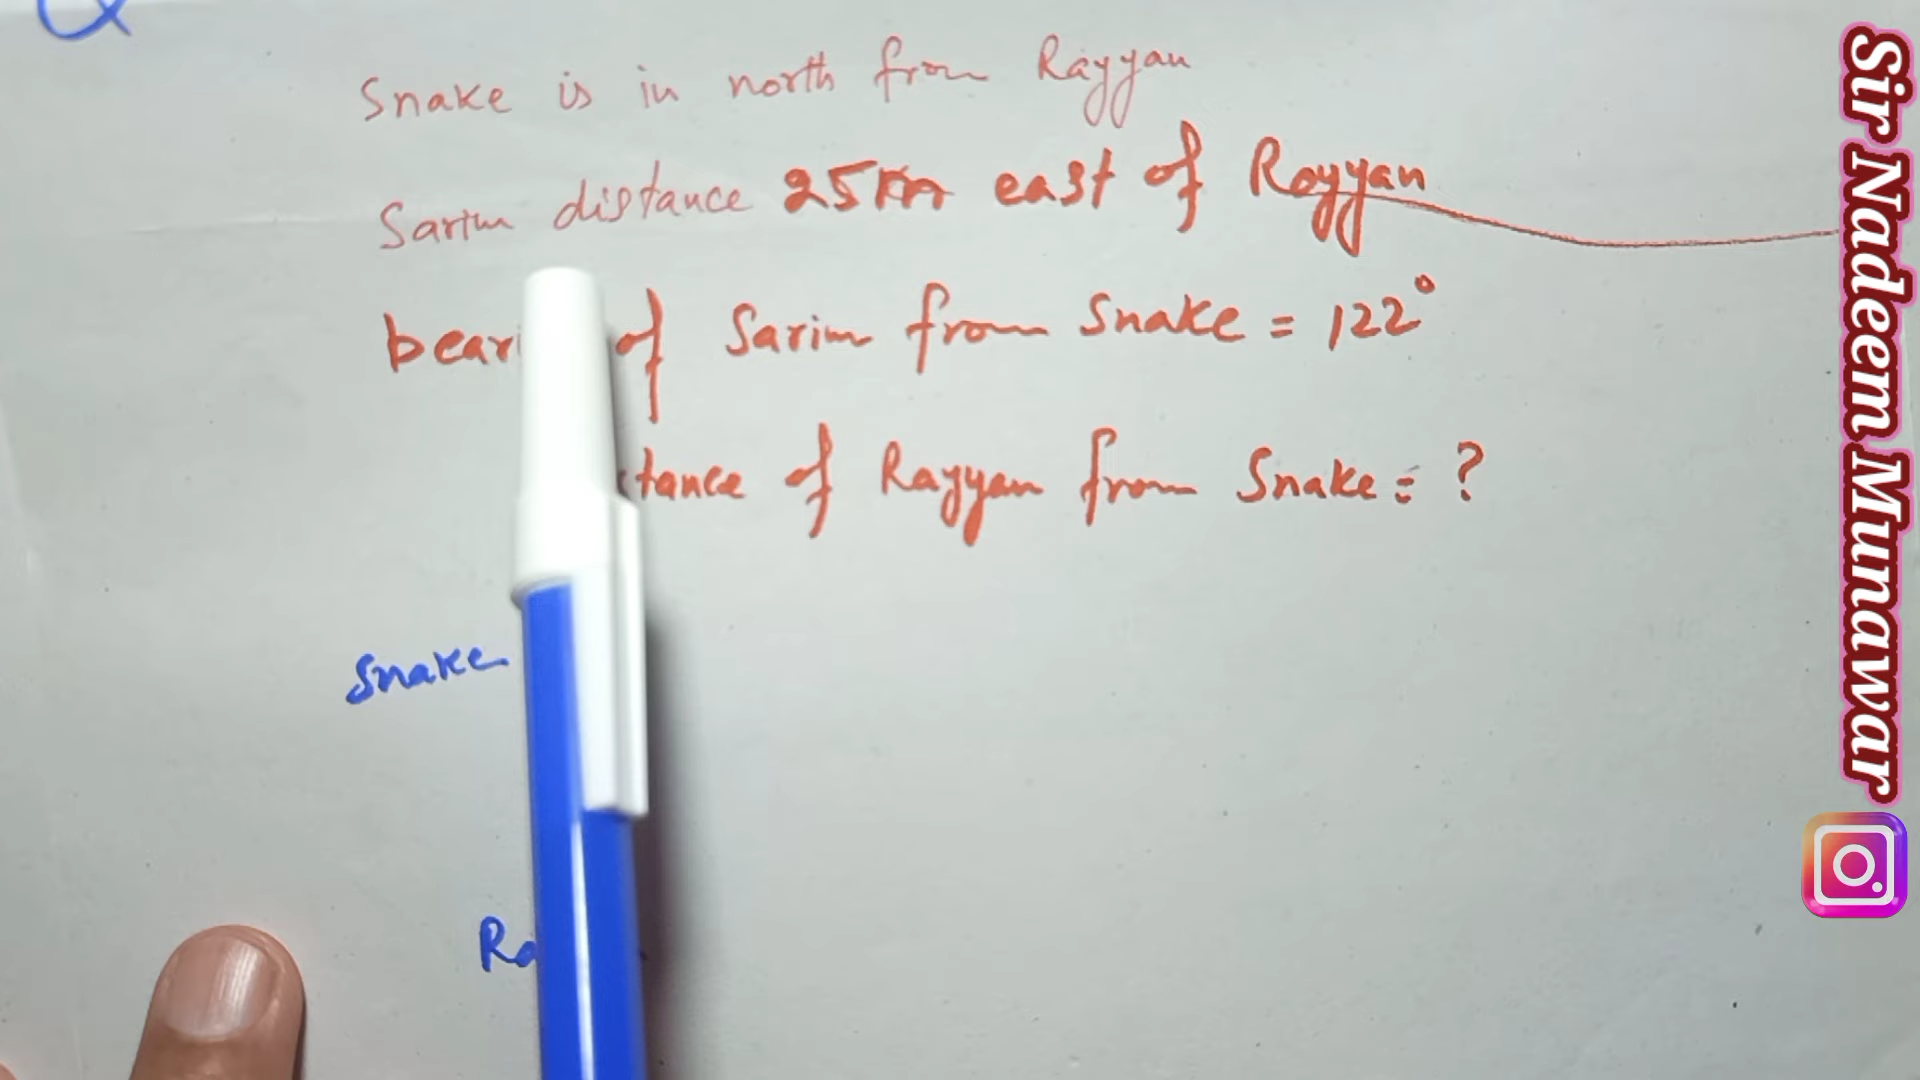 Snake is in north from Rayyan
Sarim distance 25km east of Rayyan
of Sarim from Snake = 122°
of Rayyan from Snake = ?
Snake
Sir Nadeem Munawar